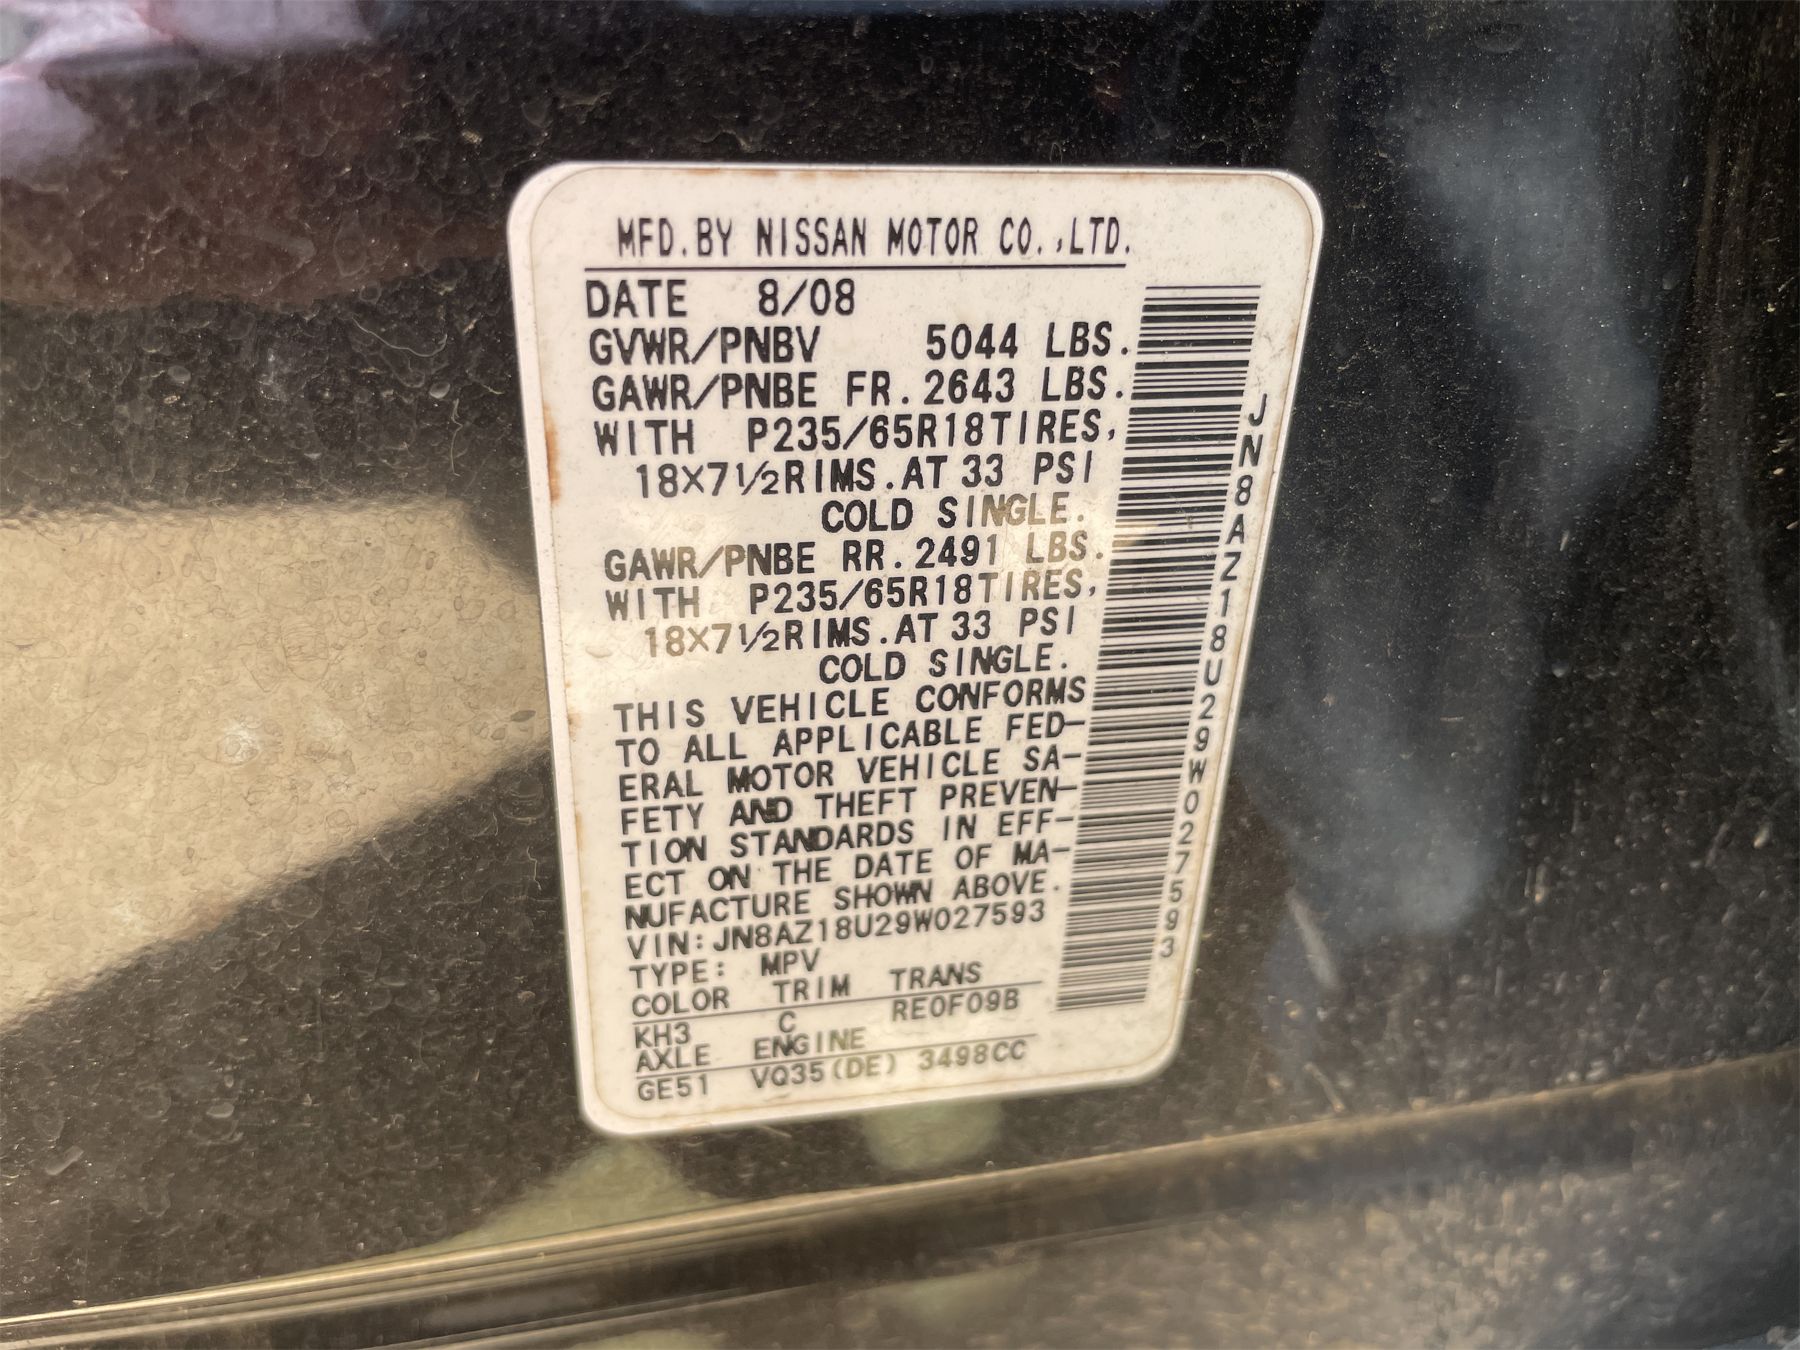 MFD.BY NISSAN MOTOR CO.,LTD.
DATE 8/08
GVWR/PNBV 5044 LBS.
GAWR/PNBE FR. 2643 LBS.
WITH P235/65R18TIRES,
18X7½RIMS.AT 33 PSI
COLD SINGLE.
GAWR/PNBE RR. 2491 LBS.
WITH P235/65R18TIRES,
18X7½RIMS.AT 33 PSI
COLD SINGLE.
THIS VEHICLE CONFORMS
TO ALL APPLICABLE FED-
ERAL MOTOR VEHICLE SA-
FETY AND THEFT PREVEN-
TION STANDARDS IN EFF-
ECT ON THE DATE OF MA-
NUFACTURE SHOWN ABOVE.
VIN: JN8AZ18U29W027593
TYPE: MPV
COLOR TRIM TRANS
KH3 C RE0F09B
AXLE ENGINE
GE51 VQ35(DE) 3498CC
JN8AZ18U29W027593